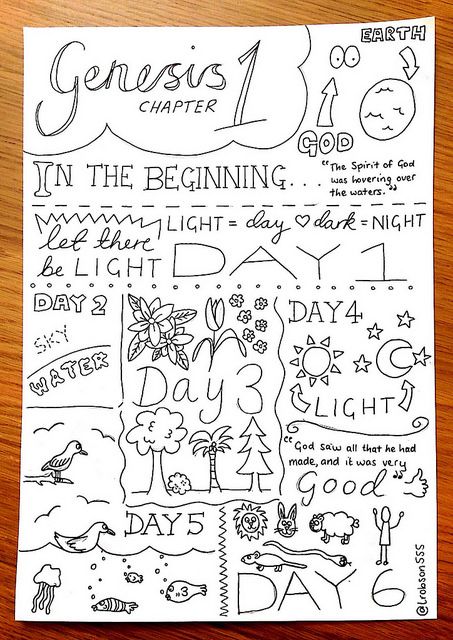 Genesis 1
CHAPTER
EARTH
GOD
IN THE BEGINNING...
"The Spirit of God
was hovering over
the waters."
let there
be LIGHT
LIGHT = day ♡ dark = NIGHT
DAY 1
DAY 2
SKY
WATER
Day 3
DAY 4
LIGHT
"God saw all that he had
made, and it was very
Good"
DAY 5
DAY 6
@Lrobson555